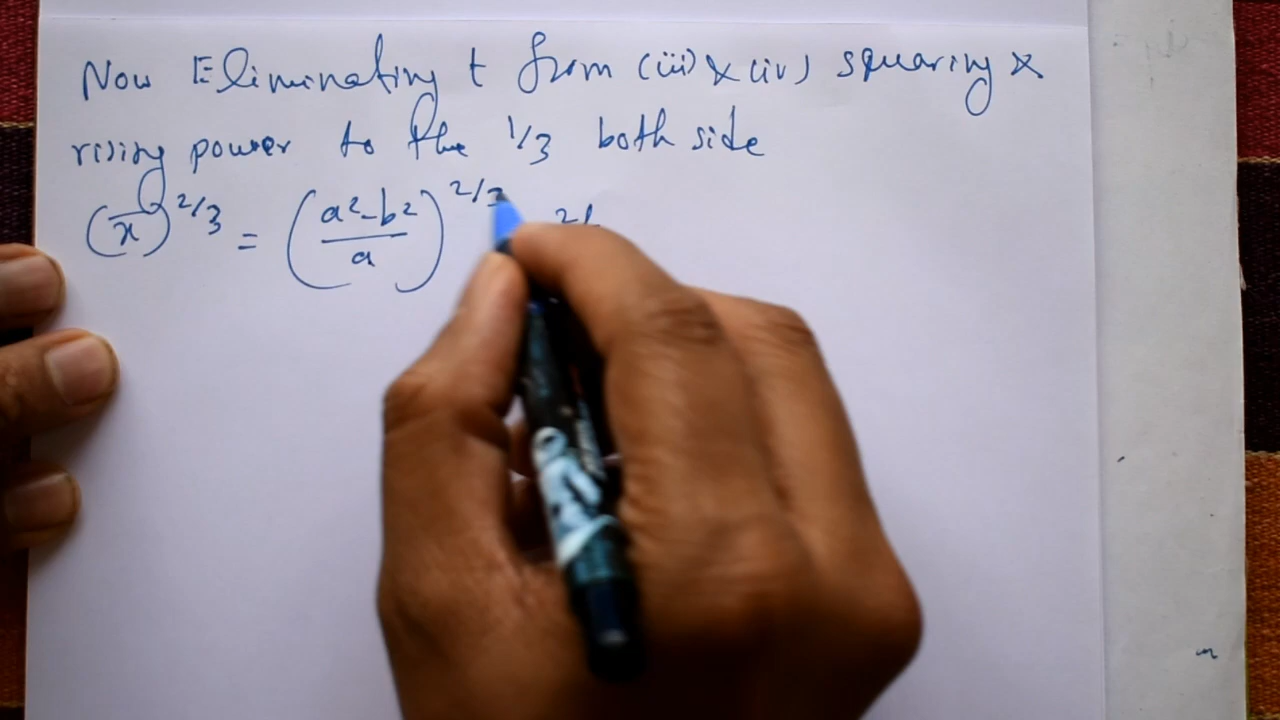 Now Eliminating t from (iii) & (iv) squaring &
rising power to the 1/3 both side
(x̄)^2/3 = (a²-b²/a)^2/3